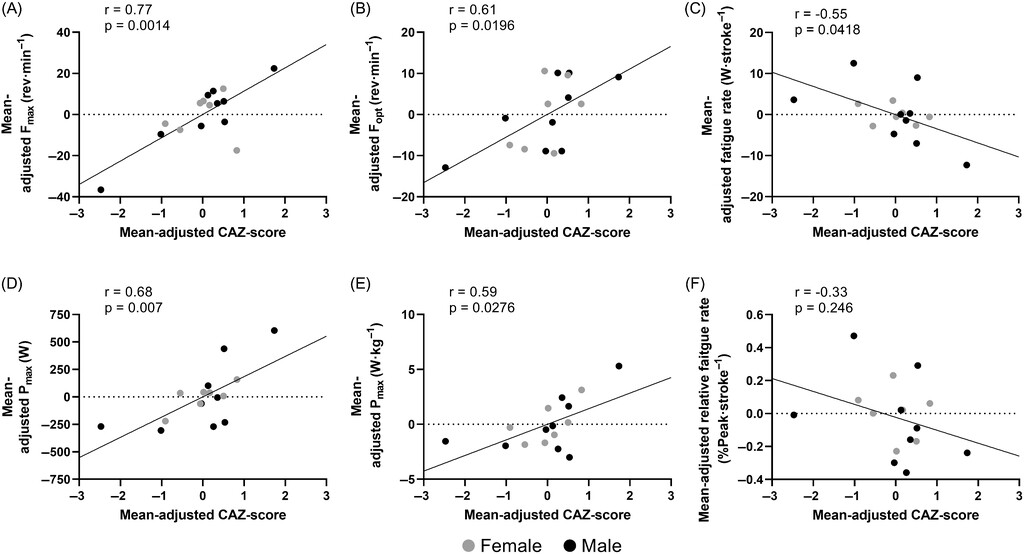 (A)
r = 0.77
p = 0.0014
Mean-
adjusted Fmax (rev·min−1)
40
20
0
−20
−40
−3 −2 −1 0 1 2 3
Mean-adjusted CAZ-score
(B)
r = 0.61
p = 0.0196
Mean-
adjusted Fopt (rev·min−1)
20
10
0
−10
−20
−3 −2 −1 0 1 2 3
Mean-adjusted CAZ-score
(C)
r = -0.55
p = 0.0418
Mean-
adjusted fatigue rate (W·stroke−1)
20
10
0
−10
−20
−3 −2 −1 0 1 2 3
Mean-adjusted CAZ-score
(D)
r = 0.68
p = 0.007
Mean-
adjusted Pmax (W)
750
500
250
0
−250
−500
−750
−3 −2 −1 0 1 2 3
Mean-adjusted CAZ-score
(E)
r = 0.59
p = 0.0276
Mean-
adjusted Pmax (W·kg−1)
10
5
0
−5
−3 −2 −1 0 1 2 3
Mean-adjusted CAZ-score
(F)
r = -0.33
p = 0.246
Mean-adjusted relative faitgue rate
(%Peak·stroke−1)
0.6
0.4
0.2
0.0
−0.2
−0.4
−3 −2 −1 0 1 2 3
Mean-adjusted CAZ-score
Female Male